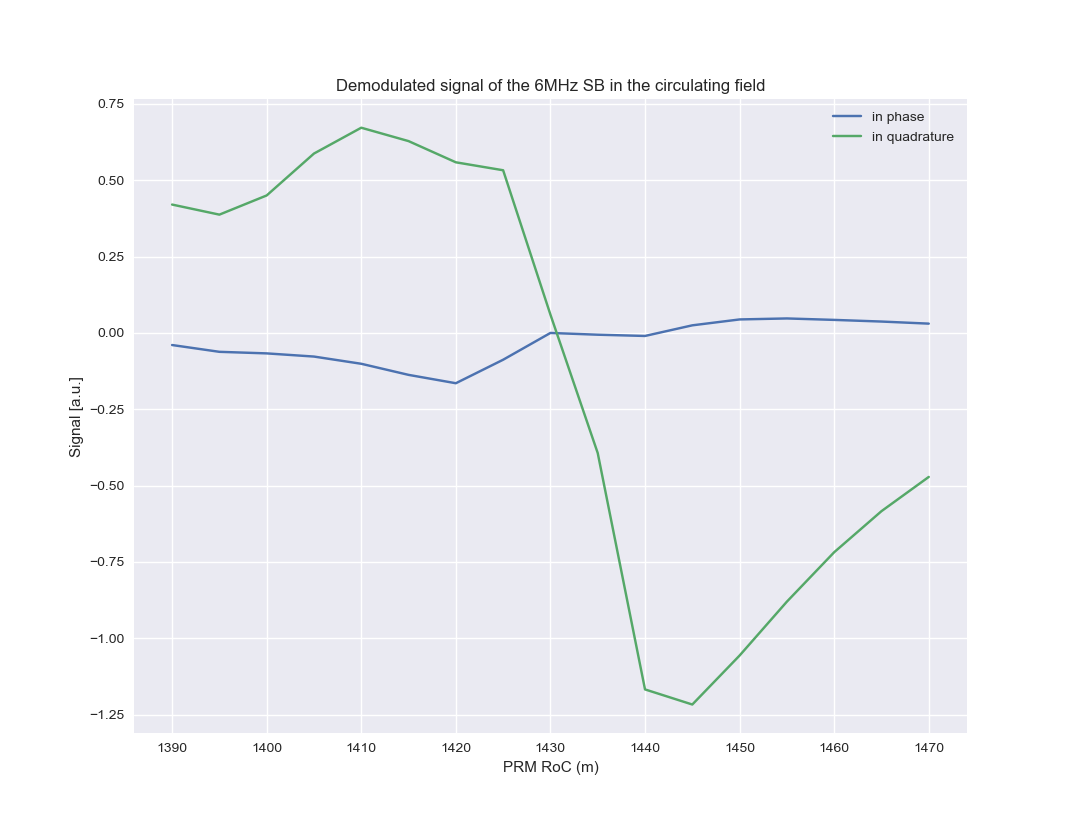 Demodulated signal of the 6MHz SB in the circulating field
in phase
in quadrature
0.75
0.50
0.25
0.00
−0.25
−0.50
−0.75
−1.00
−1.25
Signal [a.u.]
1390 1400 1410 1420 1430 1440 1450 1460 1470
PRM RoC (m)